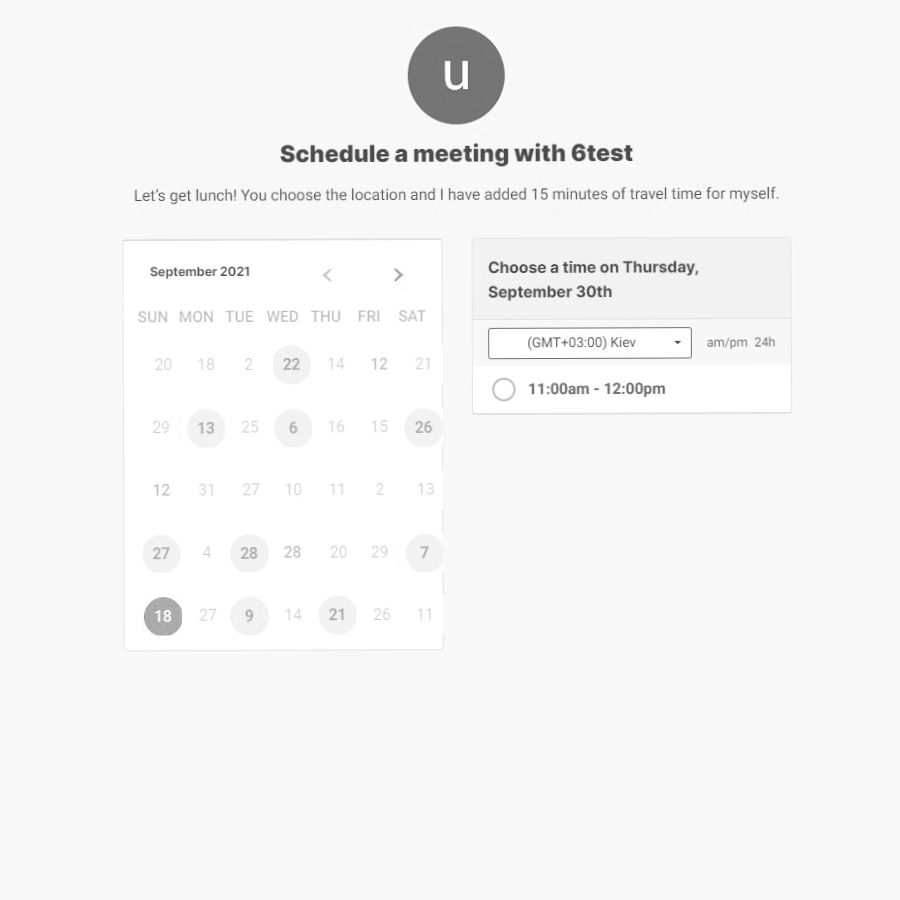 u
Schedule a meeting with 6test
Let's get lunch! You choose the location and I have added 15 minutes of travel time for myself.
September 2021
SUN MON TUE WED THU FRI SAT
20 18 2 22 14 12 21
29 13 25 6 16 15 26
12 31 27 10 11 2 13
27 4 28 28 20 29 7
18 27 9 14 21 26 11
Choose a time on Thursday,
September 30th
(GMT+03:00) Kiev am/pm 24h
11:00am - 12:00pm